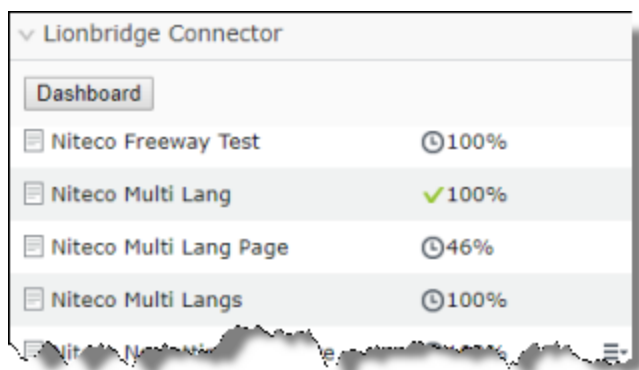 Lionbridge Connector
Dashboard
Niteco Freeway Test 100%
Niteco Multi Lang 100%
Niteco Multi Lang Page 46%
Niteco Multi Langs 100%